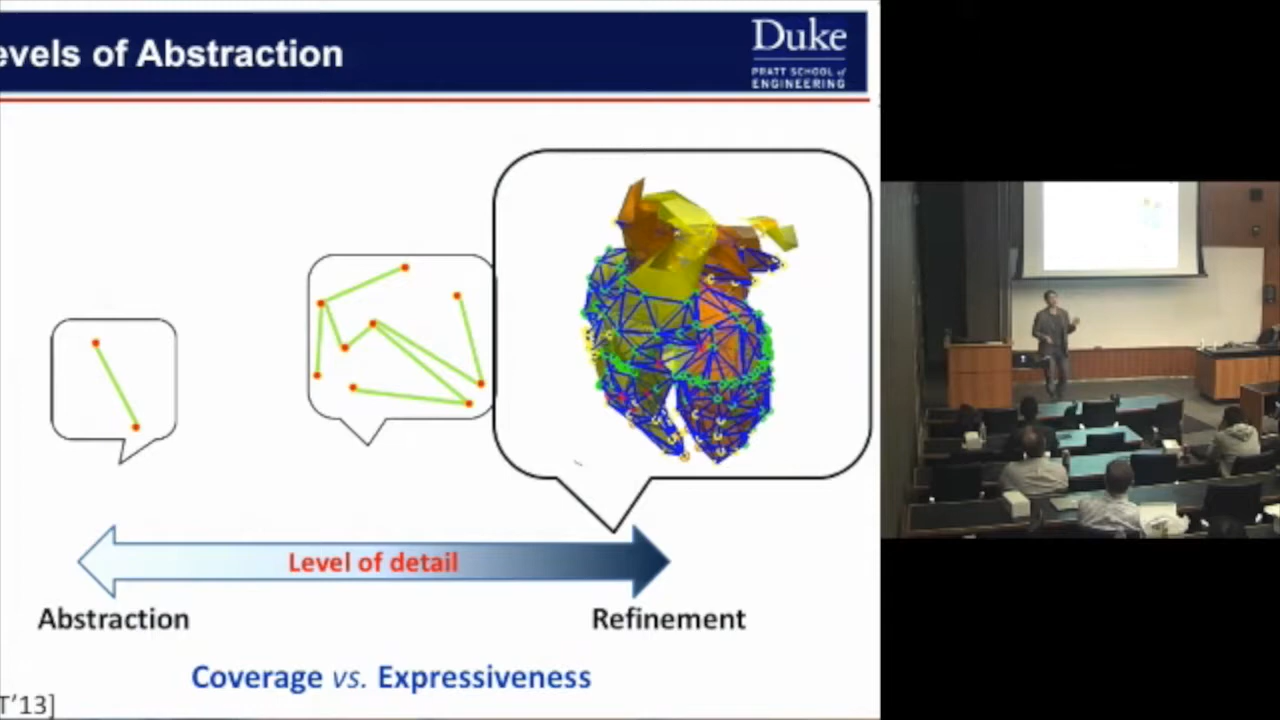 evels of Abstraction
Duke
PRATT SCHOOL of
ENGINEERING
Level of detail
Abstraction
Refinement
Coverage vs. Expressiveness
T'13]